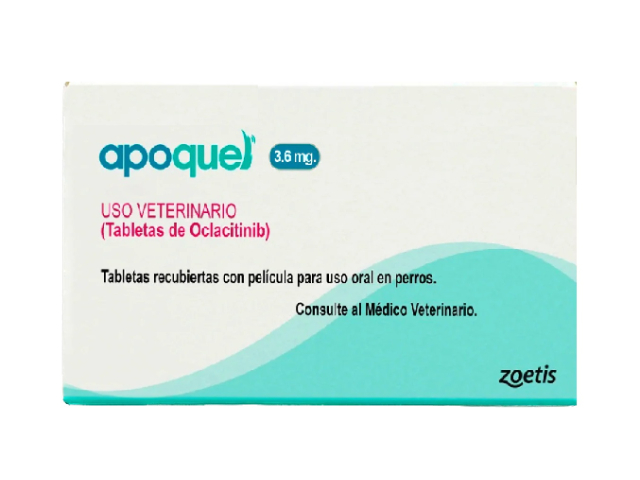 apoquel 3.6 mg.
USO VETERINARIO
(Tabletas de Oclacitinib)
Tabletas recubiertas con película para uso oral en perros.
Consulte al Médico Veterinario.
zoetis